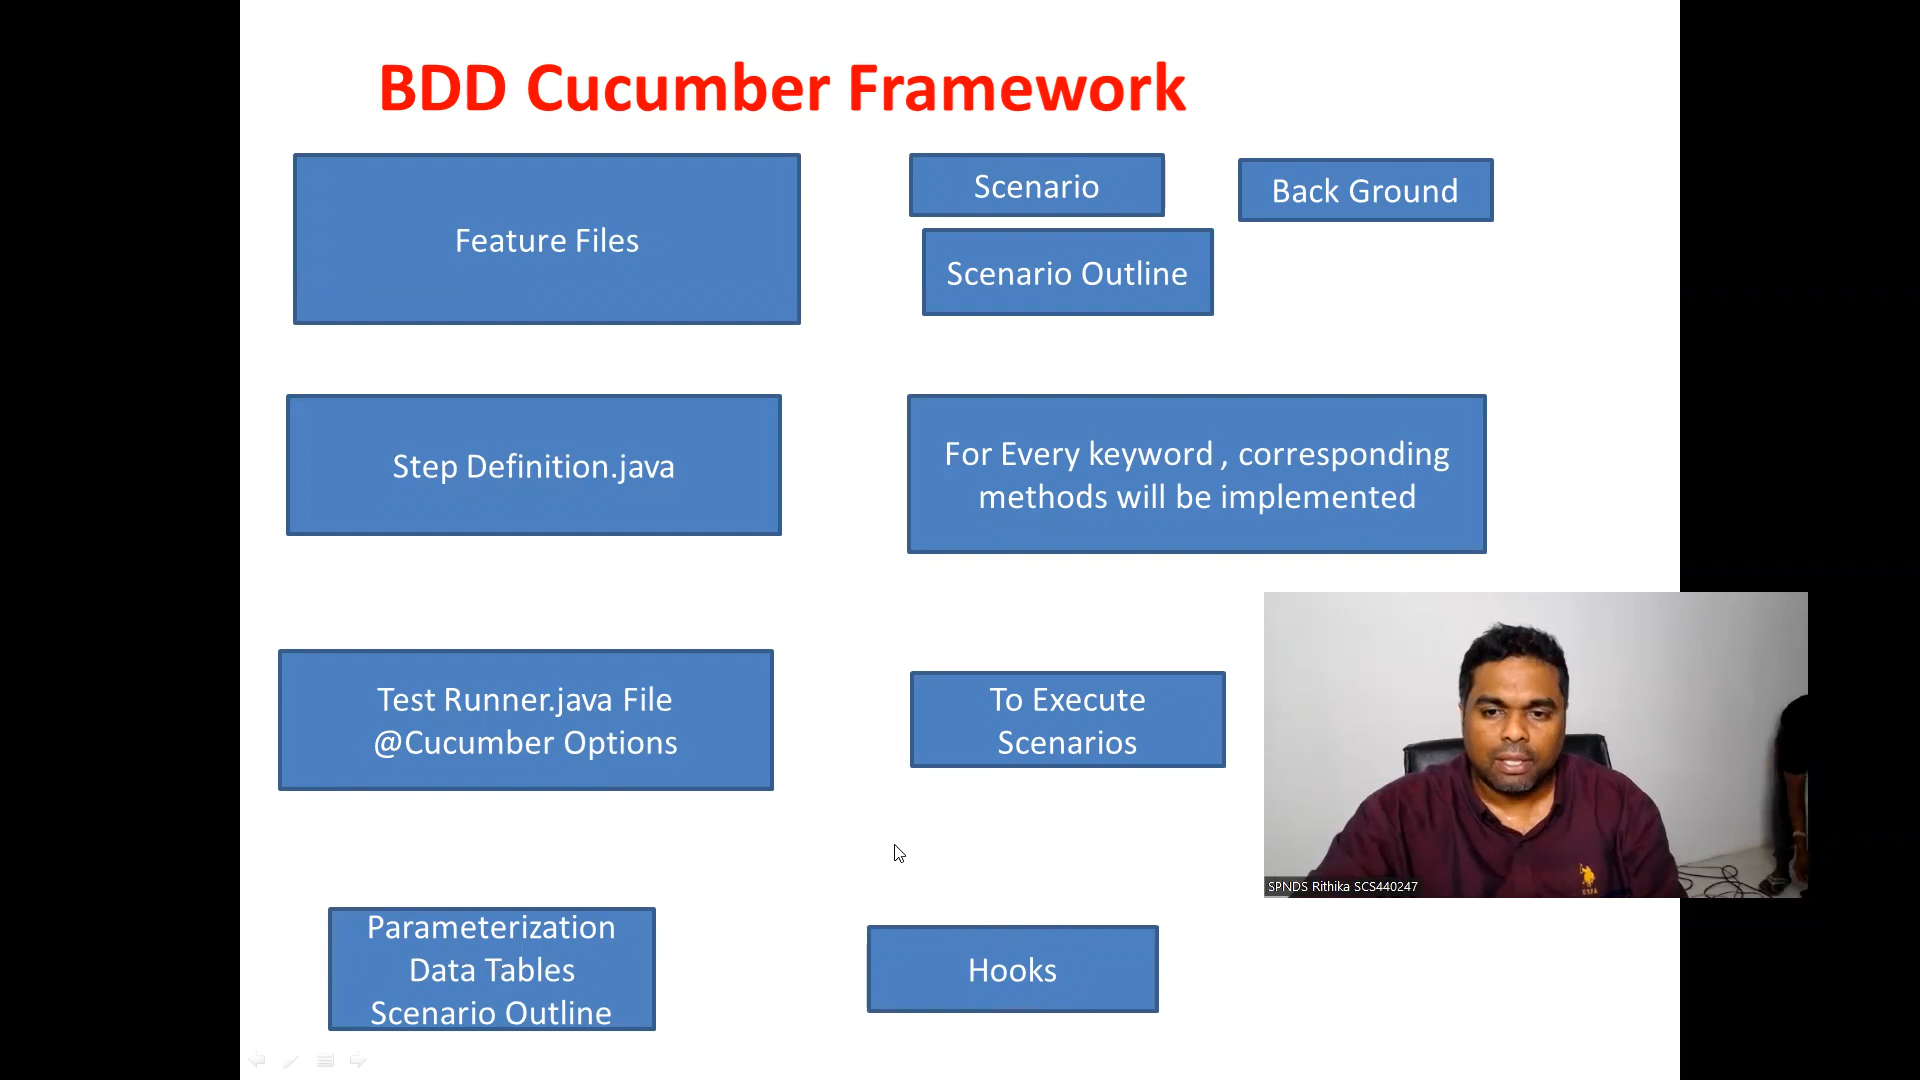 BDD Cucumber Framework
Feature Files
Scenario
Back Ground
Scenario Outline
Step Definition.java
For Every keyword , corresponding
methods will be implemented
Test Runner.java File
@Cucumber Options
To Execute
Scenarios
SPNDS Rithika SCS440247
Parameterization
Data Tables
Scenario Outline
Hooks